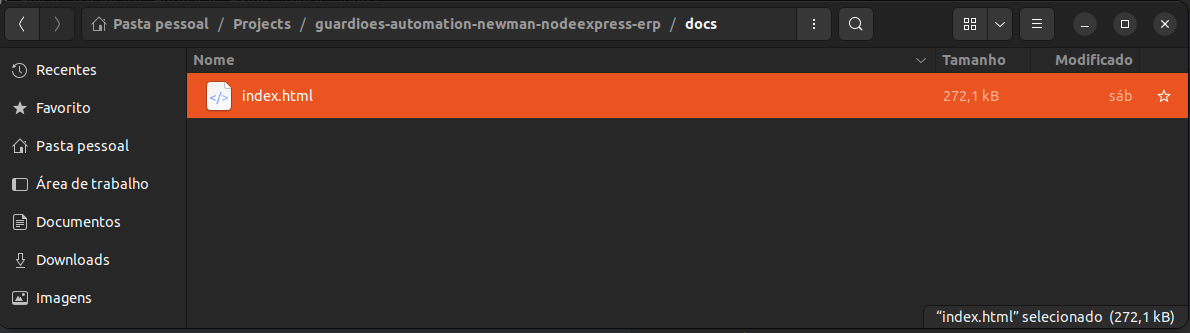 Pasta pessoal / Projects / guardioes-automation-newman-nodeexpress-erp / docs
Nome Tamanho Modificado
Recentes
Favorito
Pasta pessoal
Área de trabalho
Documentos
Downloads
Imagens
index.html 272,1 kB sáb
“index.html” selecionado (272,1 kB)